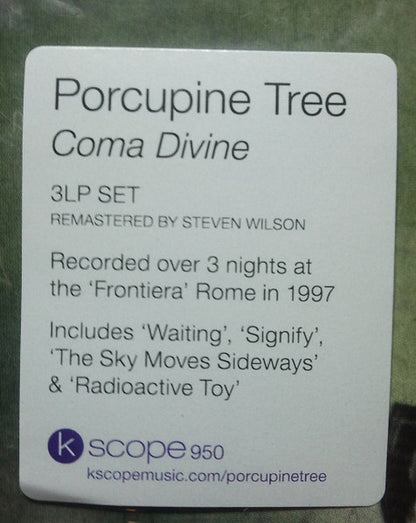 Porcupine Tree
Coma Divine
3LP SET
REMASTERED BY STEVEN WILSON
Recorded over 3 nights at
the ‘Frontiera’ Rome in 1997
Includes ‘Waiting’, ‘Signify’,
‘The Sky Moves Sideways’
& ‘Radioactive Toy’
k scope 950
kscopemusic.com/porcupinetree